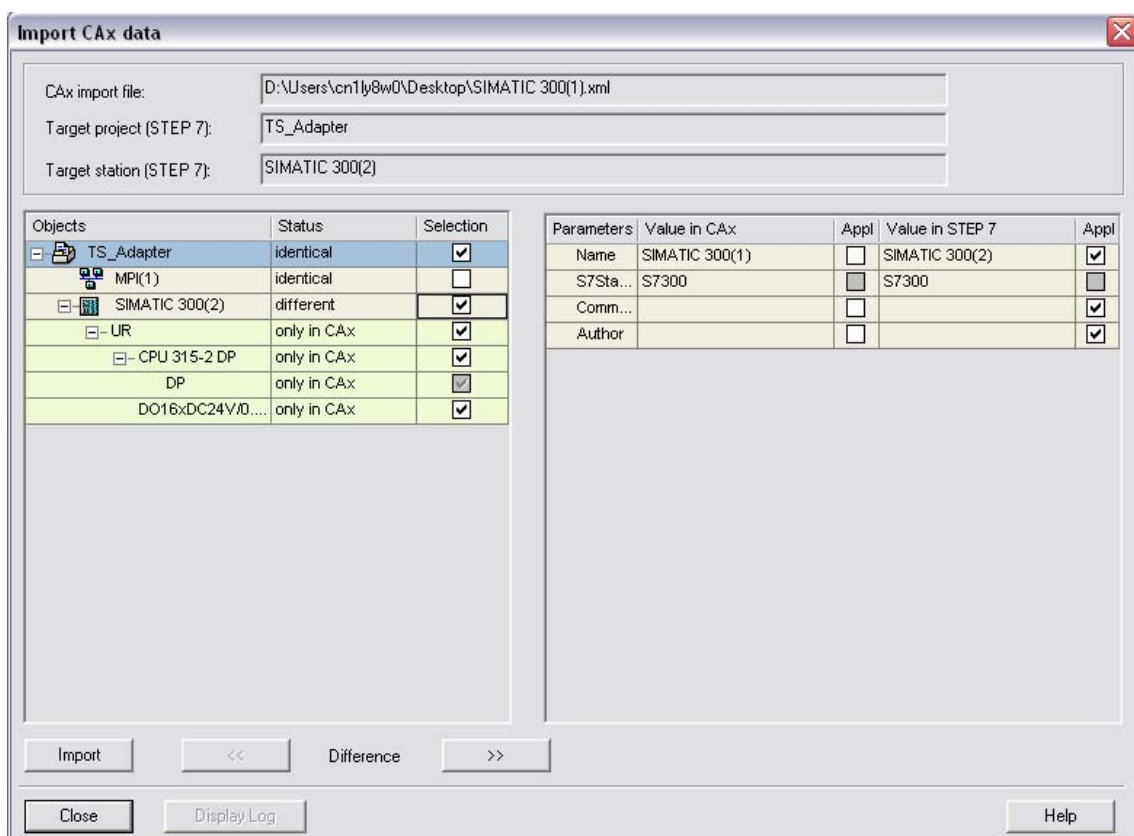 Import CAx data
CAx import file: D:\Users\cn1ly8w0\Desktop\SIMATIC 300(1).xml
Target project (STEP 7): TS_Adapter
Target station (STEP 7): SIMATIC 300(2)
Objects Status Selection
TS_Adapter identical
MPI(1) identical
SIMATIC 300(2) different
UR only in CAx
CPU 315-2 DP only in CAx
DP only in CAx
DO16xDC24V/0.... only in CAx
Parameters Value in CAx Appl Value in STEP 7 Appl
Name SIMATIC 300(1) SIMATIC 300(2)
S7Sta... S7300 S7300
Comm...
Author
Import << Difference >>
Close Display Log Help